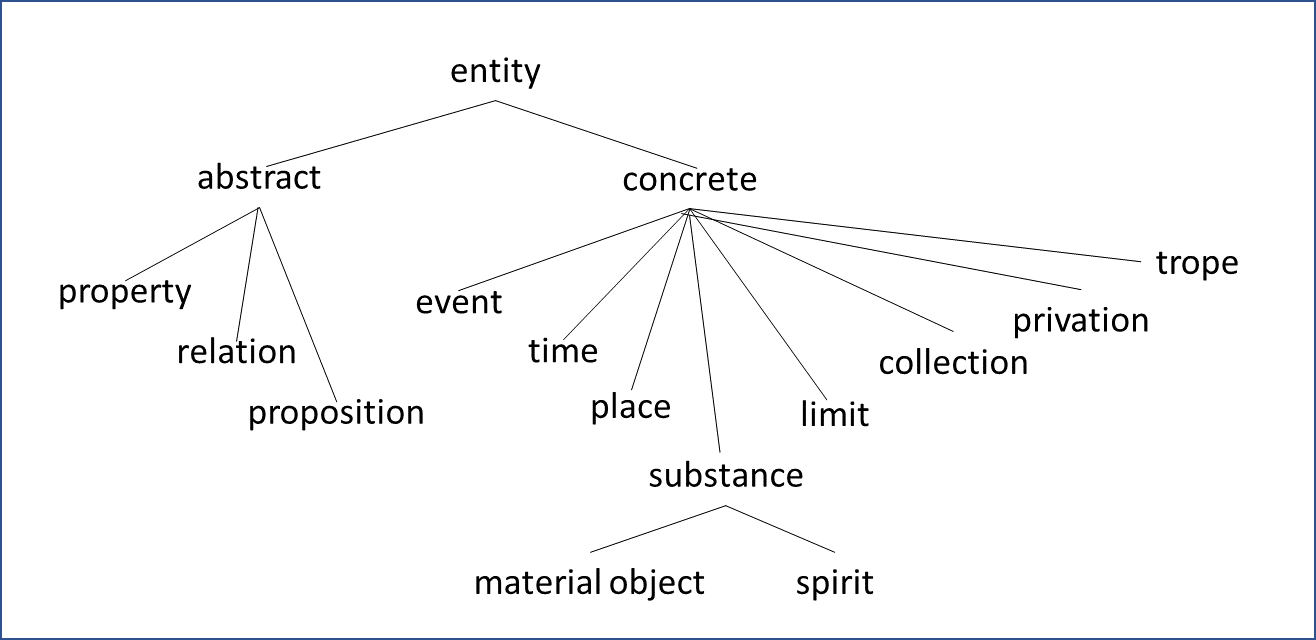 entity
abstract
concrete
property
relation
proposition
event
time
place
substance
limit
collection
privation
trope
material object
spirit